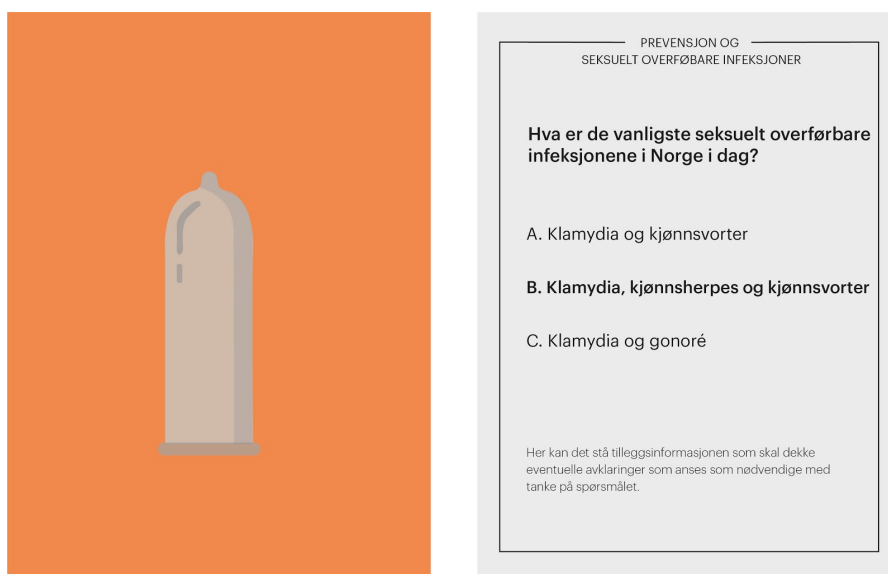 PREVENSJON OG
SEKSUELT OVERFØBARE INFEKSJONER
Hva er de vanligste seksuelt overførbare
infeksjonene i Norge i dag?
A. Klamydia og kjønnsvorter
B. Klamydia, kjønnsherpes og kjønnsvorter
C. Klamydia og gonoré
Her kan det stå tilleggsinformasjonen som skal dekke
eventuelle avklaringer som anses som nødvendige med
tanke på spørsmålet.